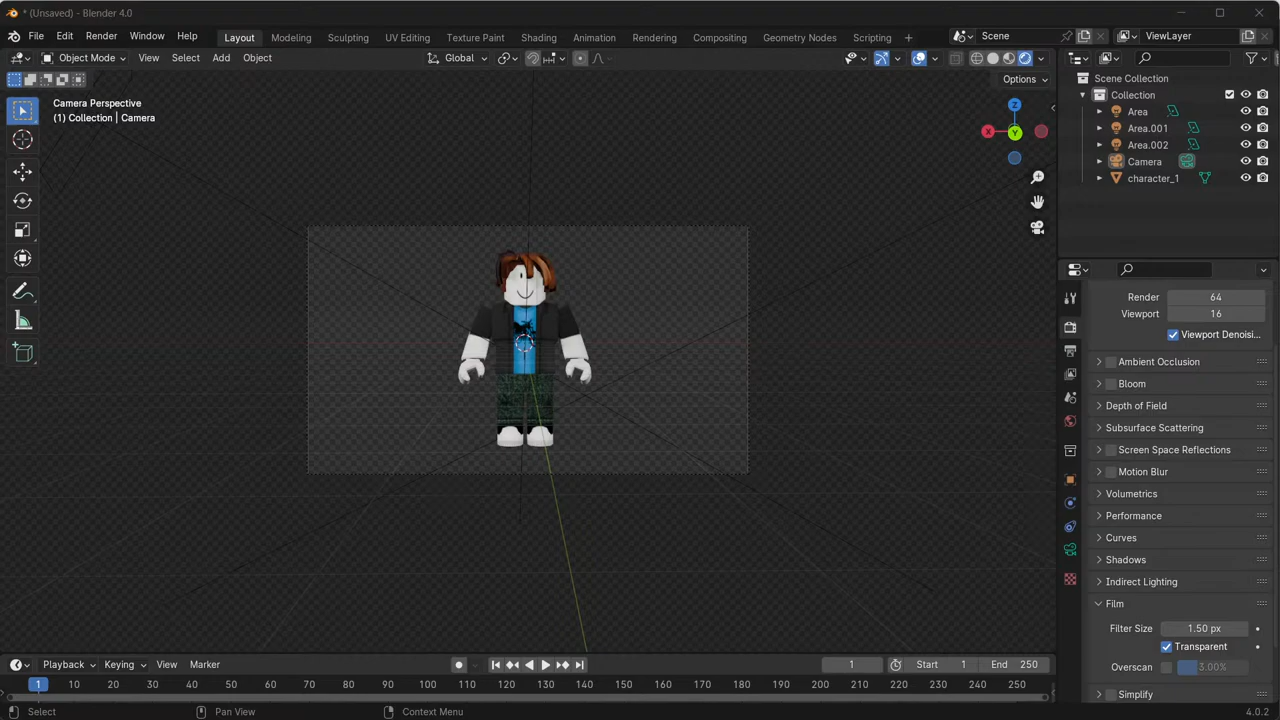 * (Unsaved) - Blender 4.0
File Edit Render Window Help
Layout Modeling Sculpting UV Editing Texture Paint Shading Animation Rendering Compositing Geometry Nodes Scripting +
Scene
ViewLayer
Object Mode View Select Add Object
Global
Options
Camera Perspective
(1) Collection | Camera
Z
X
Y
Scene Collection
Collection
Area
Area.001
Area.002
Camera
character_1
Render 64
Viewport 16
Viewport Denoisi...
Ambient Occlusion
Bloom
Depth of Field
Subsurface Scattering
Screen Space Reflections
Motion Blur
Volumetrics
Performance
Curves
Shadows
Indirect Lighting
Film
Filter Size 1.50 px
Transparent
Overscan 3.00%
Simplify
Playback Keying View Marker
1 Start 1 End 250
1 10 20 30 40 50 60 70 80 90 100 110 120 130 140 150 160 170 180 190 200 210 220 230 240 250
Select Pan View Context Menu
4.0.2